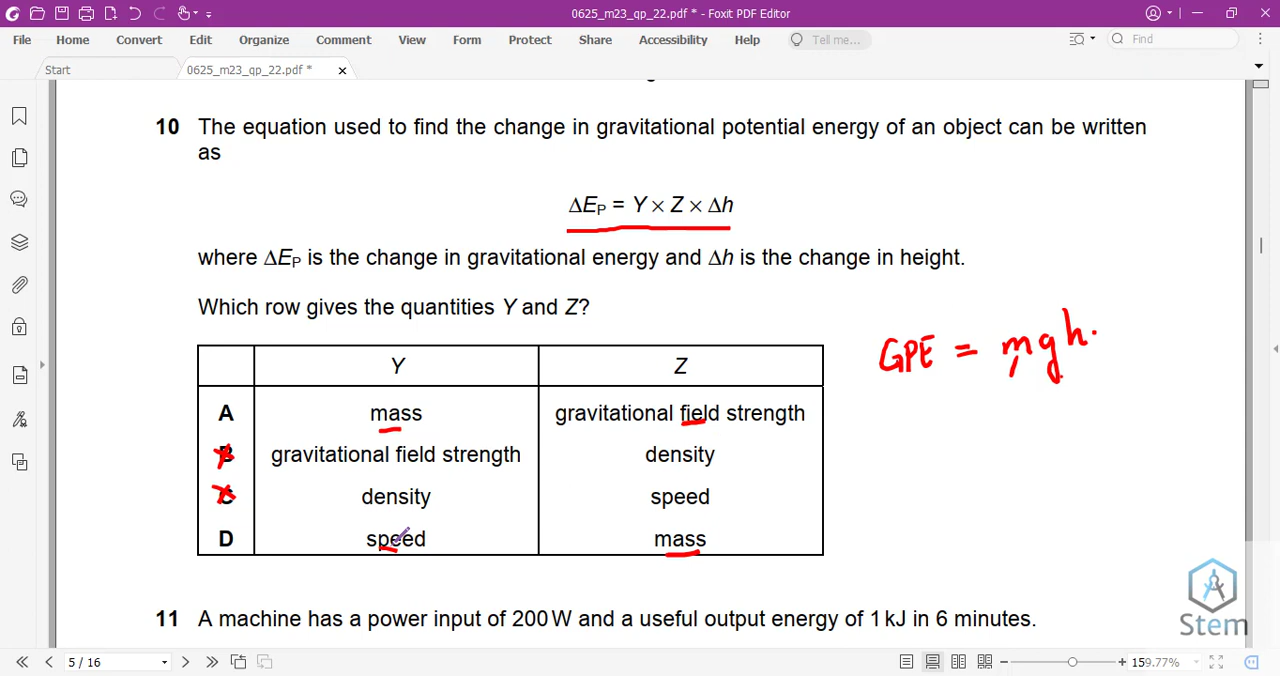 0625_m23_qp_22.pdf * - Foxit PDF Editor
File Home Convert Edit Organize Comment View Form Protect Share Accessibility Help Tell me... Find
Start 0625_m23_qp_22.pdf *
10 The equation used to find the change in gravitational potential energy of an object can be written
as
ΔEP = Y × Z × Δh
where ΔEP is the change in gravitational energy and Δh is the change in height.
Which row gives the quantities Y and Z?
GPE = mgh.
Y Z
A mass gravitational field strength
B gravitational field strength density
C density speed
D speed mass
11 A machine has a power input of 200 W and a useful output energy of 1 kJ in 6 minutes.
Stem
5 / 16 159.77%